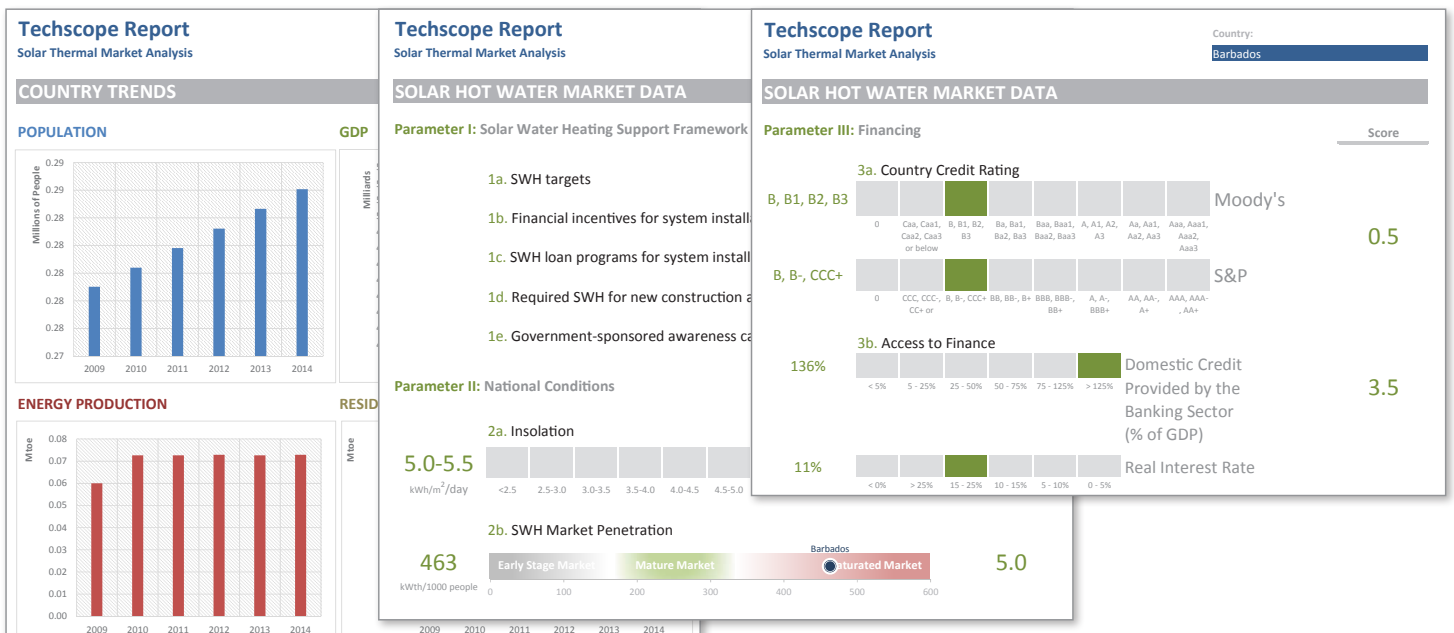 Techscope Report
Solar Thermal Market Analysis
COUNTRY TRENDS
POPULATION
GDP
Millions of People
0.29
0.29
0.28
0.28
0.28
0.28
0.28
0.27
2009 2010 2011 2012 2013 2014
Milliards
ENERGY PRODUCTION
RESID
Mtoe
0.08
0.07
0.06
0.05
0.04
0.03
0.02
0.01
0.00
2009 2010 2011 2012 2013 2014
Mtoe
2009 2010 2011 2012 2013 2014
Techscope Report
Solar Thermal Market Analysis
SOLAR HOT WATER MARKET DATA
Parameter I: Solar Water Heating Support Framework
1a. SWH targets
1b. Financial incentives for system installa
1c. SWH loan programs for system install
1d. Required SWH for new construction a
1e. Government-sponsored awareness ca
Parameter II: National Conditions
2a. Insolation
5.0-5.5
kWh/m²/day
<2.5 2.5-3.0 3.0-3.5 3.5-4.0 4.0-4.5 4.5-5.0
2b. SWH Market Penetration
463
kWth/1000 people
Barbados
Early Stage Market Mature Market aturated Market
0 100 200 300 400 500 600
5.0
Techscope Report
Solar Thermal Market Analysis
Country:
Barbados
SOLAR HOT WATER MARKET DATA
Parameter III: Financing
Score
3a. Country Credit Rating
B, B1, B2, B3
Moody's
0 Caa, Caa1, Caa2, Caa3 or below B, B1, B2, B3 Ba, Ba1, Ba2, Ba3 Baa, Baa1, Baa2, Baa3 A, A1, A2, A3 Aa, Aa1, Aa2, Aa3 Aaa, Aaa1, Aaa2, Aaa3
0.5
B, B-, CCC+
S&P
0 CCC, CCC-, CC+ or B, B-, CCC+ BB, BB-, B+ BBB, BBB-, BB+ A, A-, BBB+ AA, AA-, A+ AAA, AAA- , AA+
3b. Access to Finance
136%
< 5% 5 - 25% 25 - 50% 50 - 75% 75 - 125% > 125%
Domestic Credit
Provided by the
Banking Sector
(% of GDP)
3.5
11%
Real Interest Rate
< 0% > 25% 15 - 25% 10 - 15% 5 - 10% 0 - 5%